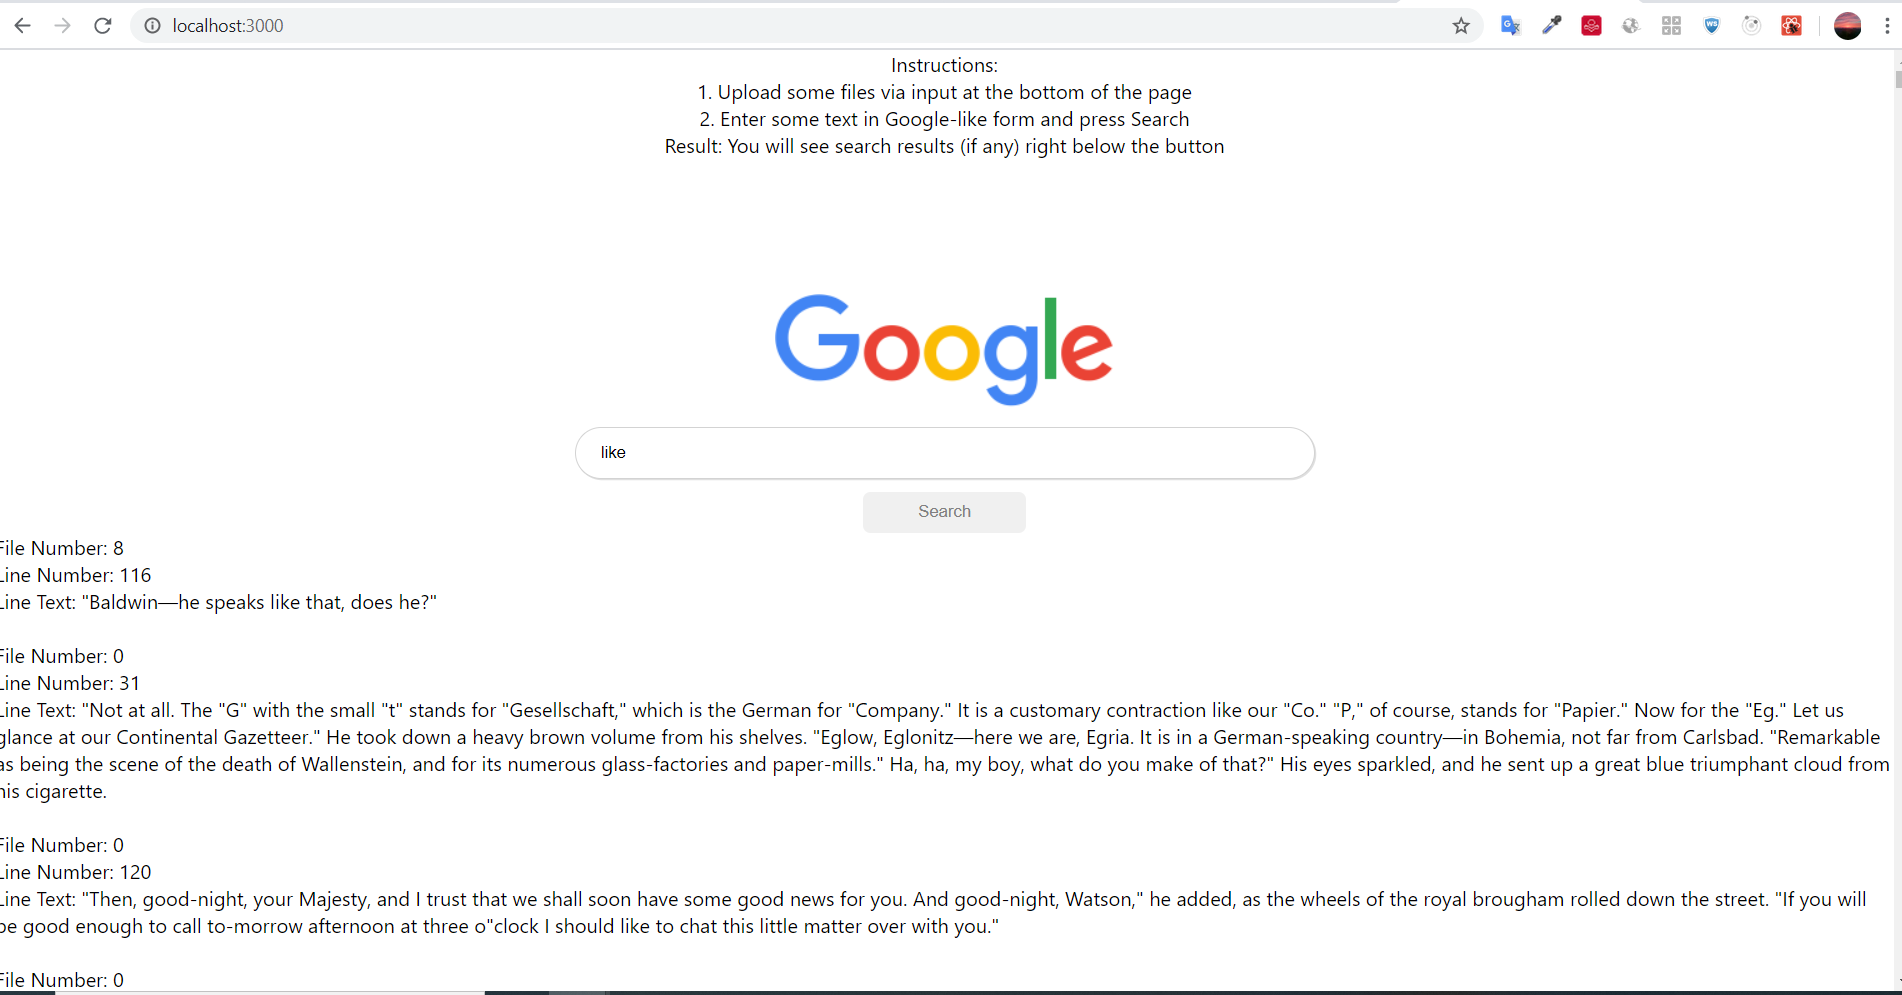 localhost:3000
Instructions:
1. Upload some files via input at the bottom of the page
2. Enter some text in Google-like form and press Search
Result: You will see search results (if any) right below the button
Google
like
Search
File Number: 8
Line Number: 116
Line Text: "Baldwin—he speaks like that, does he?"
File Number: 0
Line Number: 31
Line Text: "Not at all. The "G" with the small "t" stands for "Gesellschaft," which is the German for "Company." It is a customary contraction like our "Co." "P," of course, stands for "Papier." Now for the "Eg." Let us
glance at our Continental Gazetteer." He took down a heavy brown volume from his shelves. "Eglow, Eglonitz—here we are, Egria. It is in a German-speaking country—in Bohemia, not far from Carlsbad. "Remarkable
as being the scene of the death of Wallenstein, and for its numerous glass-factories and paper-mills." Ha, ha, my boy, what do you make of that?" His eyes sparkled, and he sent up a great blue triumphant cloud from
his cigarette.
File Number: 0
Line Number: 120
Line Text: "Then, good-night, your Majesty, and I trust that we shall soon have some good news for you. And good-night, Watson," he added, as the wheels of the royal brougham rolled down the street. "If you will
be good enough to call to-morrow afternoon at three o"clock I should like to chat this little matter over with you."
File Number: 0